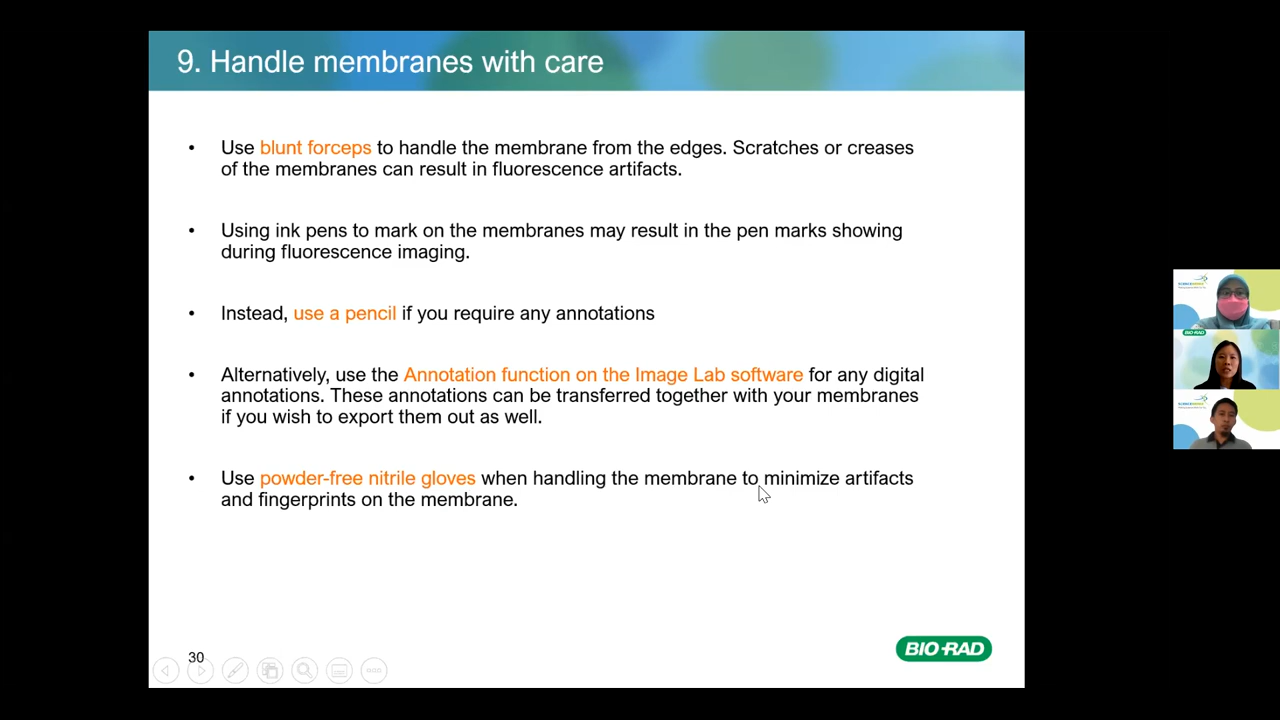 9. Handle membranes with care
• Use blunt forceps to handle the membrane from the edges. Scratches or creases
of the membranes can result in fluorescence artifacts.
• Using ink pens to mark on the membranes may result in the pen marks showing
during fluorescence imaging.
• Instead, use a pencil if you require any annotations
• Alternatively, use the Annotation function on the Image Lab software for any digital
annotations. These annotations can be transferred together with your membranes
if you wish to export them out as well.
• Use powder-free nitrile gloves when handling the membrane to minimize artifacts
and fingerprints on the membrane.
30
BIO-RAD
BIO-RAD